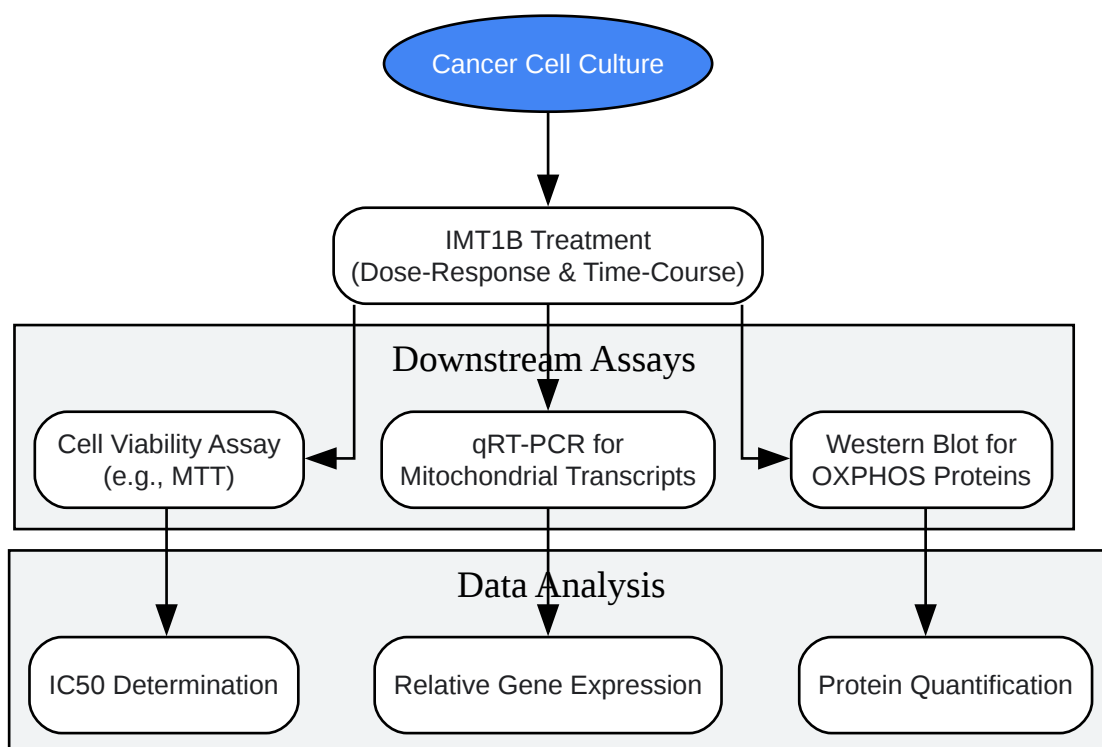 Cancer Cell Culture
IMT1B Treatment
(Dose-Response & Time-Course)
Downstream Assays
Cell Viability Assay
(e.g., MTT)
qRT-PCR for
Mitochondrial Transcripts
Western Blot for
OXPHOS Proteins
Data Analysis
IC50 Determination
Relative Gene Expression
Protein Quantification